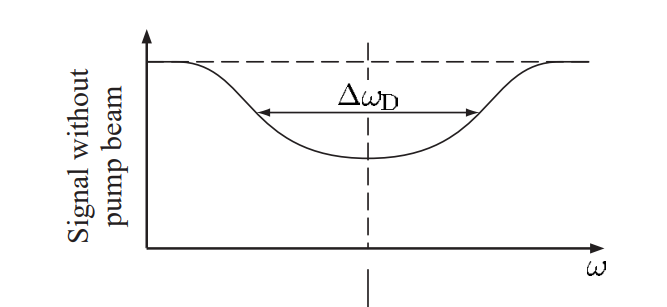 Signal without
pump beam
Δω_D
ω